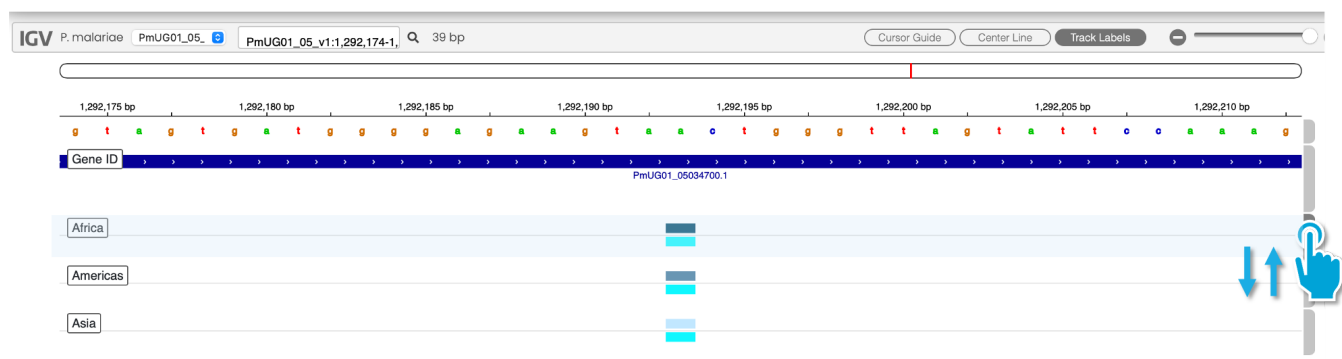 IGV P. malariae PmUG01_05_ PmUG01_05_v1:1,292,174-1, 39 bp Cursor Guide Center Line Track Labels
1,292,175 bp 1,292,180 bp 1,292,185 bp 1,292,190 bp 1,292,195 bp 1,292,200 bp 1,292,205 bp 1,292,210 bp
g t a g t g a t g g g g a g a a g t a a c t g g g t t a g t a t t c c a a a g
Gene ID
PmUG01_05034700.1
Africa
Americas
Asia